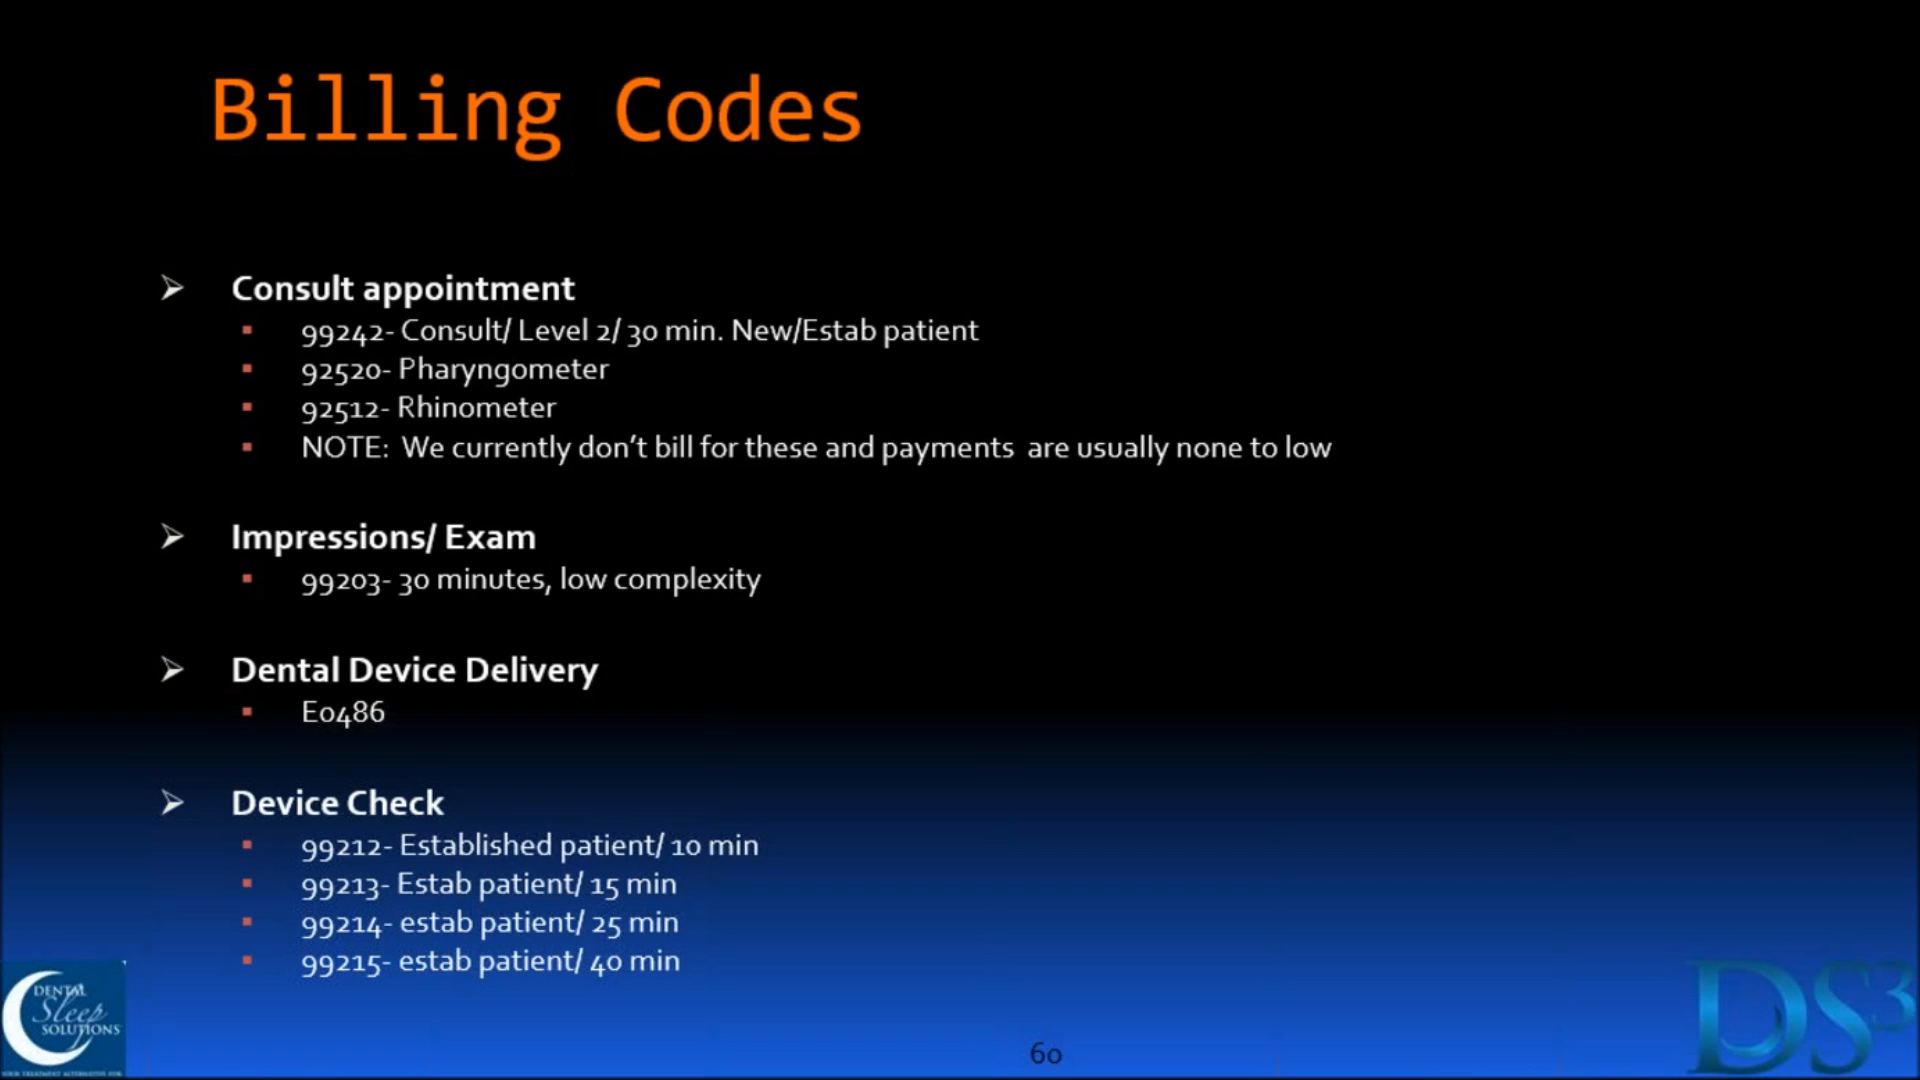 Billing Codes
Consult appointment
99242- Consult/ Level 2/ 30 min. New/Estab patient
92520- Pharyngometer
92512- Rhinometer
NOTE: We currently don't bill for these and payments are usually none to low
Impressions/ Exam
99203- 30 minutes, low complexity
Dental Device Delivery
E0486
Device Check
99212- Established patient/ 10 min
99213- Estab patient/ 15 min
99214- estab patient/ 25 min
99215- estab patient/ 40 min
DENTAL
Sleep
SOLUTIONS
60
DS3